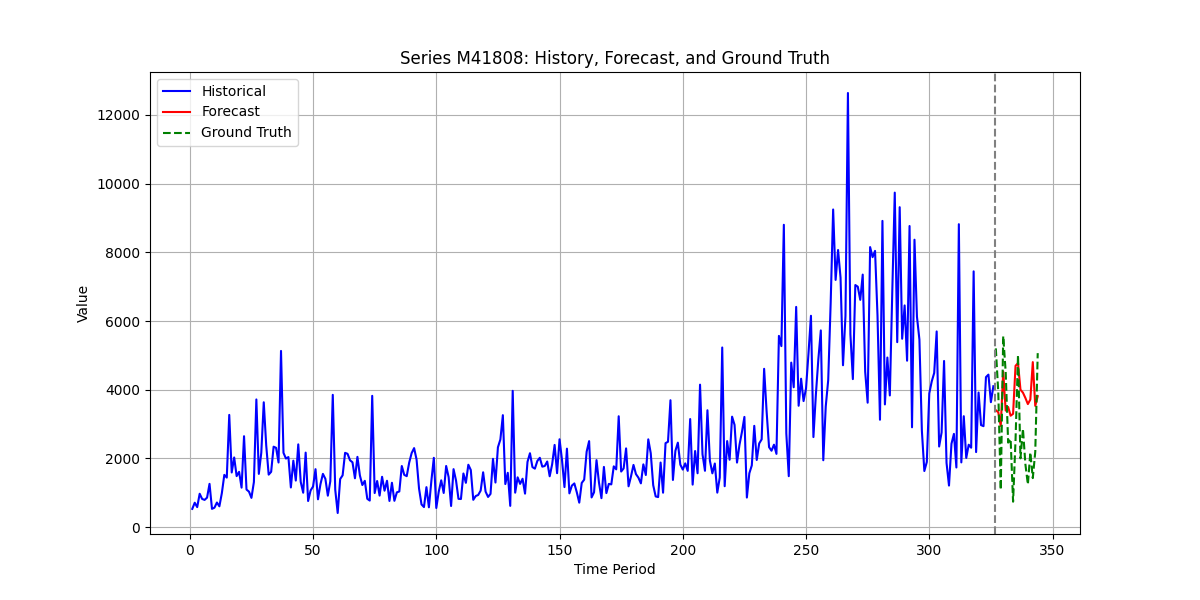 Series M41808: History, Forecast, and Ground Truth
Historical
Forecast
Ground Truth
12000
10000
8000
6000
4000
2000
0
Value
0 50 100 150 200 250 300 350
Time Period